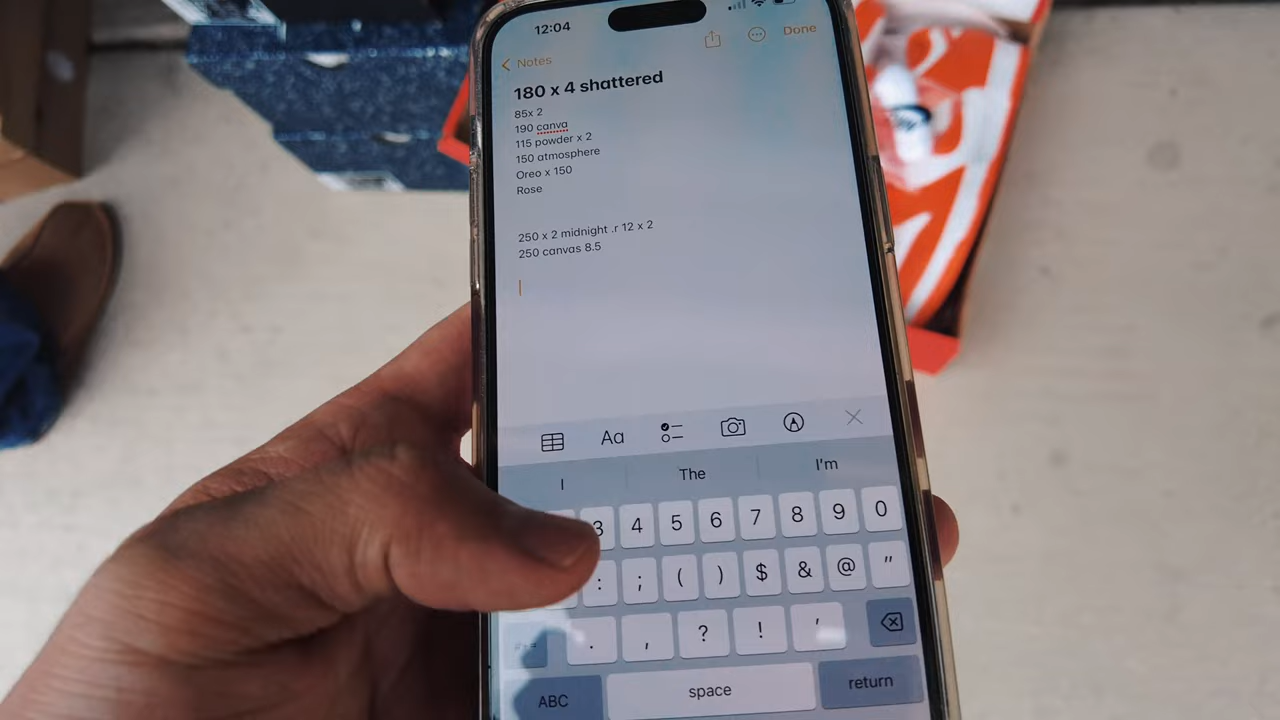 12:04
Notes
Done
180 x 4 shattered
85x 2
190 canva
115 powder x 2
150 atmosphere
Oreo x 150
Rose
250 x 2 midnight .r 12 x 2
250 canvas 8.5
Aa
I The I'm
3 4 5 6 7 8 9 0
: ; ( ) $ & @ "
. , ? ! '
ABC space return